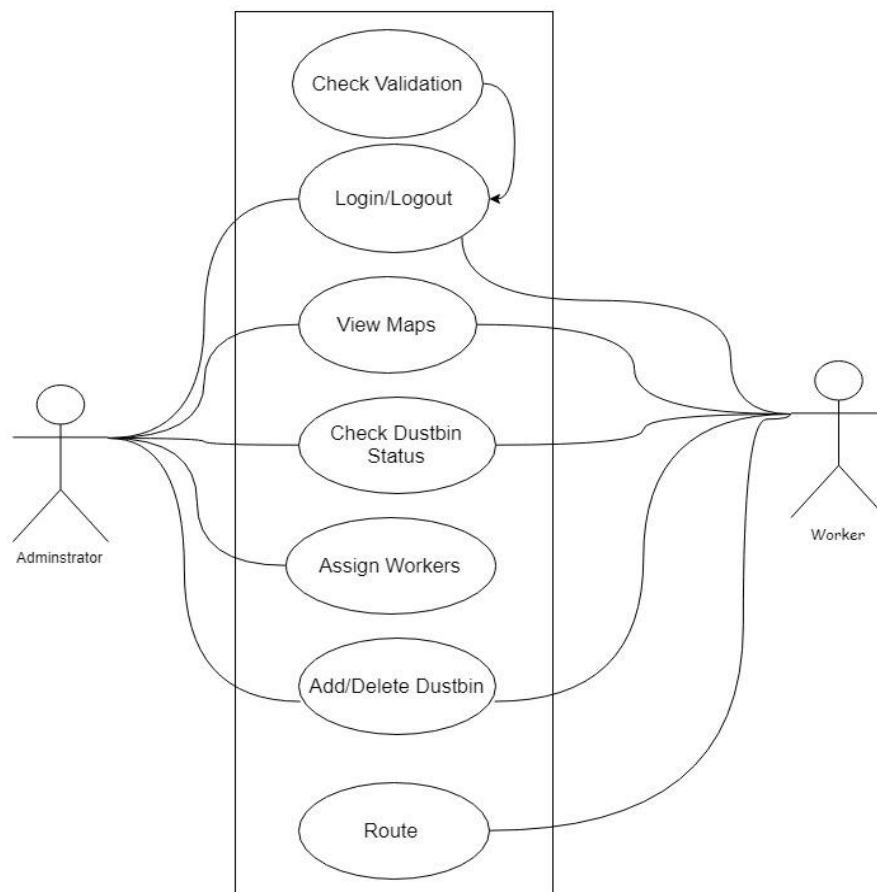 Check Validation
Login/Logout
View Maps
Check Dustbin
Status
Adminstrator
Worker
Assign Workers
Add/Delete Dustbin
Route